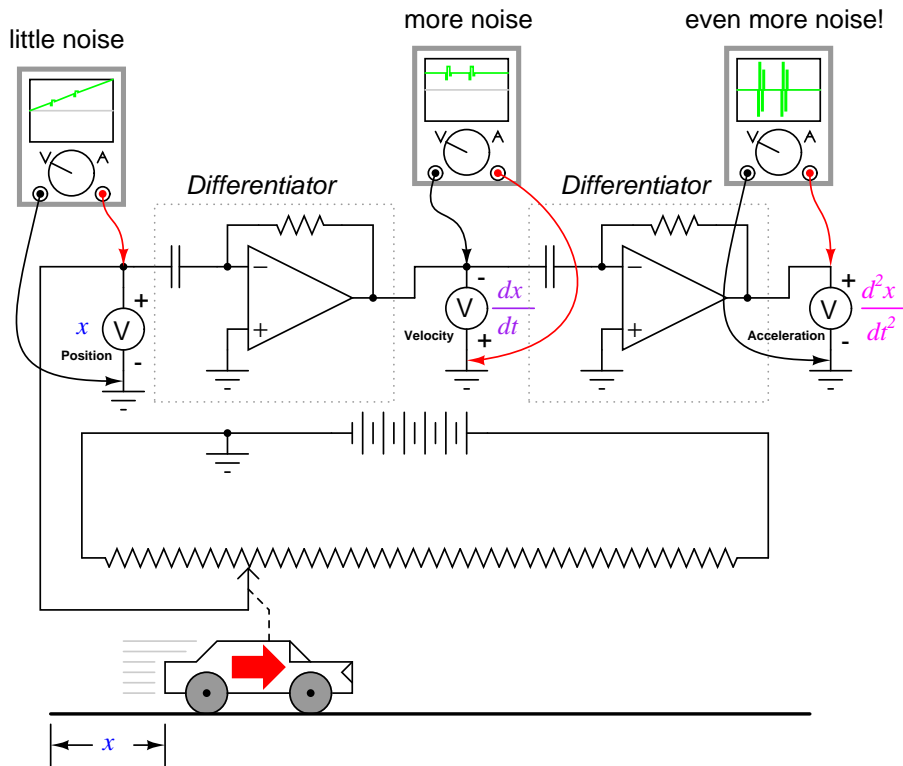 little noise
more noise
even more noise!
V A
V A
V A
Differentiator
Differentiator
−
+
−
+
+
V
-
x
Position
-
V
+
dx
dt
Velocity
+
V
-
d²x
dt²
Acceleration
x